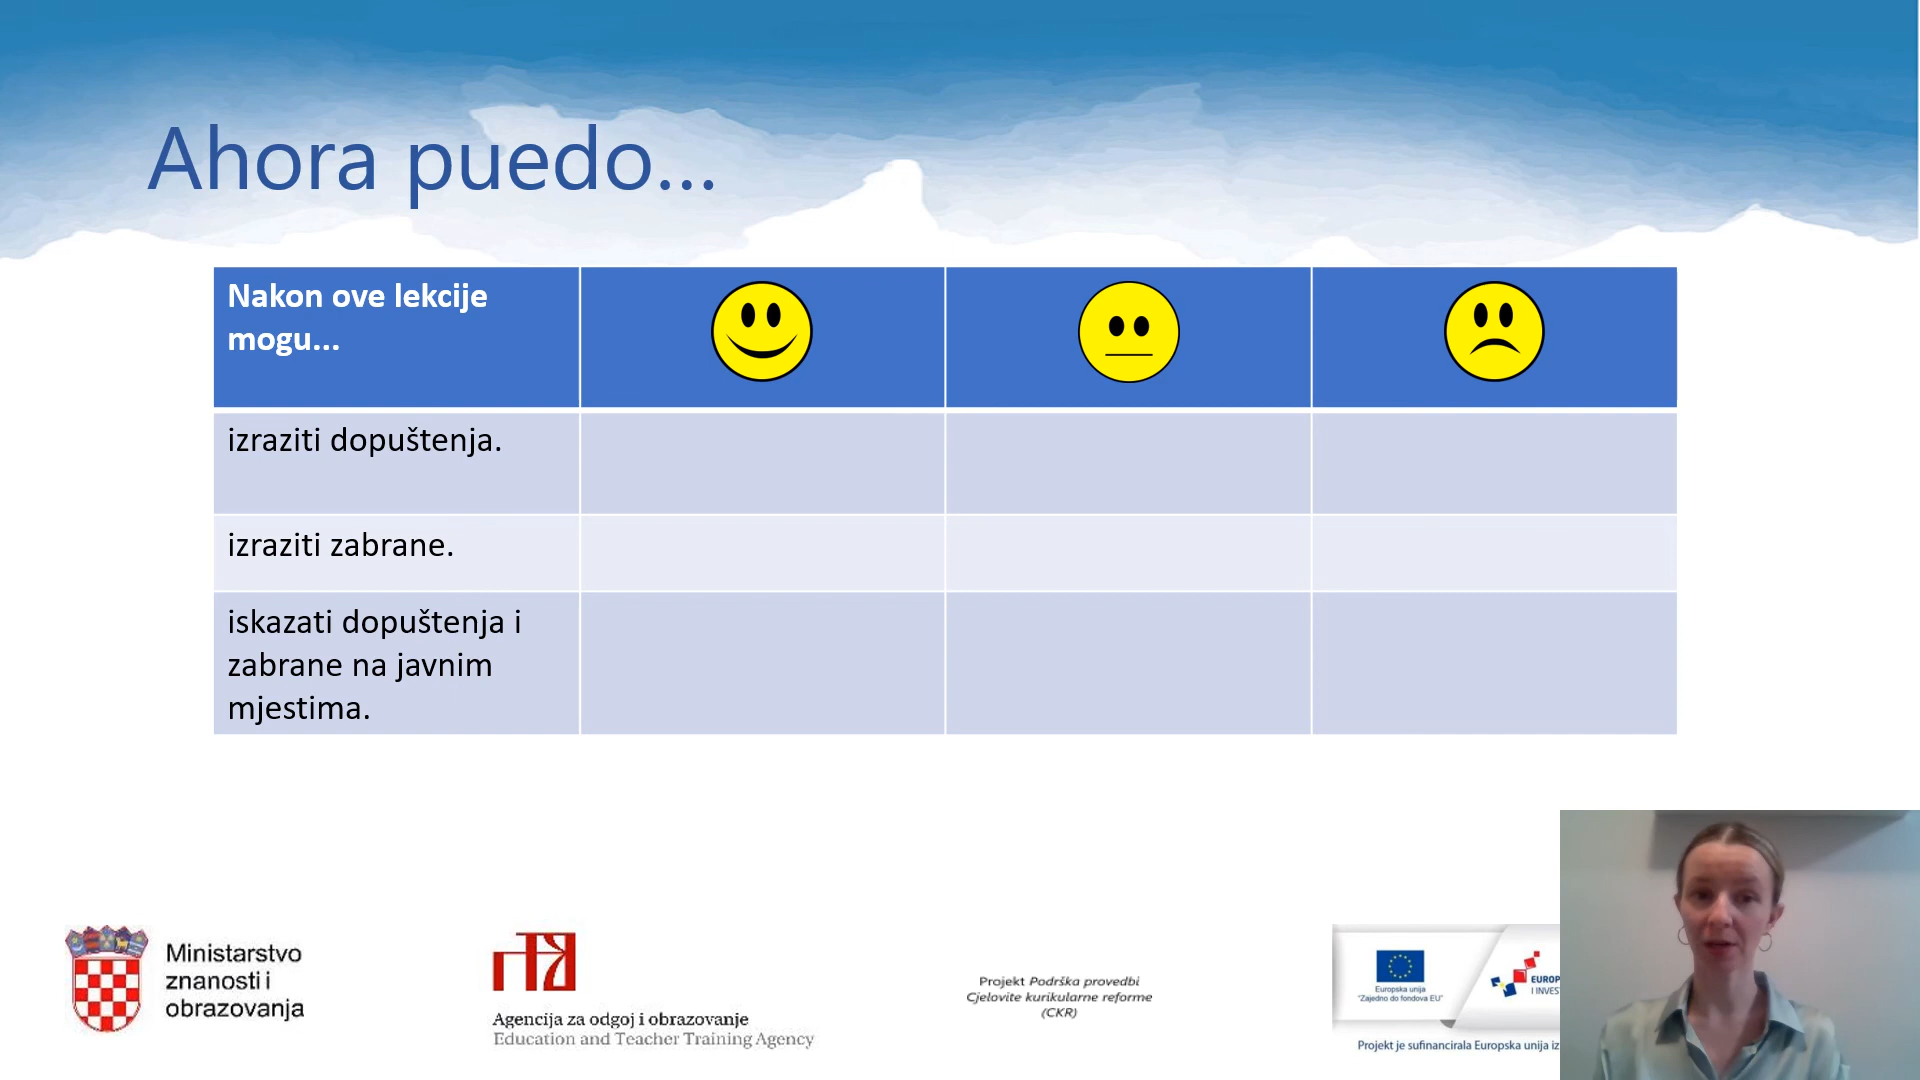 Ahora puedo...
Nakon ove lekcije
mogu...
izraziti dopuštenja.
izraziti zabrane.
iskazati dopuštenja i
zabrane na javnim
mjestima.
Ministarstvo
znanosti i
obrazovanja
Agencija za odgoj i obrazovanje
Education and Teacher Training Agency
Projekt Podrška provedbi
Cjelovite kurikularne reforme
(CKR)
Europska unija
"Zajedno do fondova EU"
EUROP
I INVES
Projekt je sufinancirala Europska unija iz